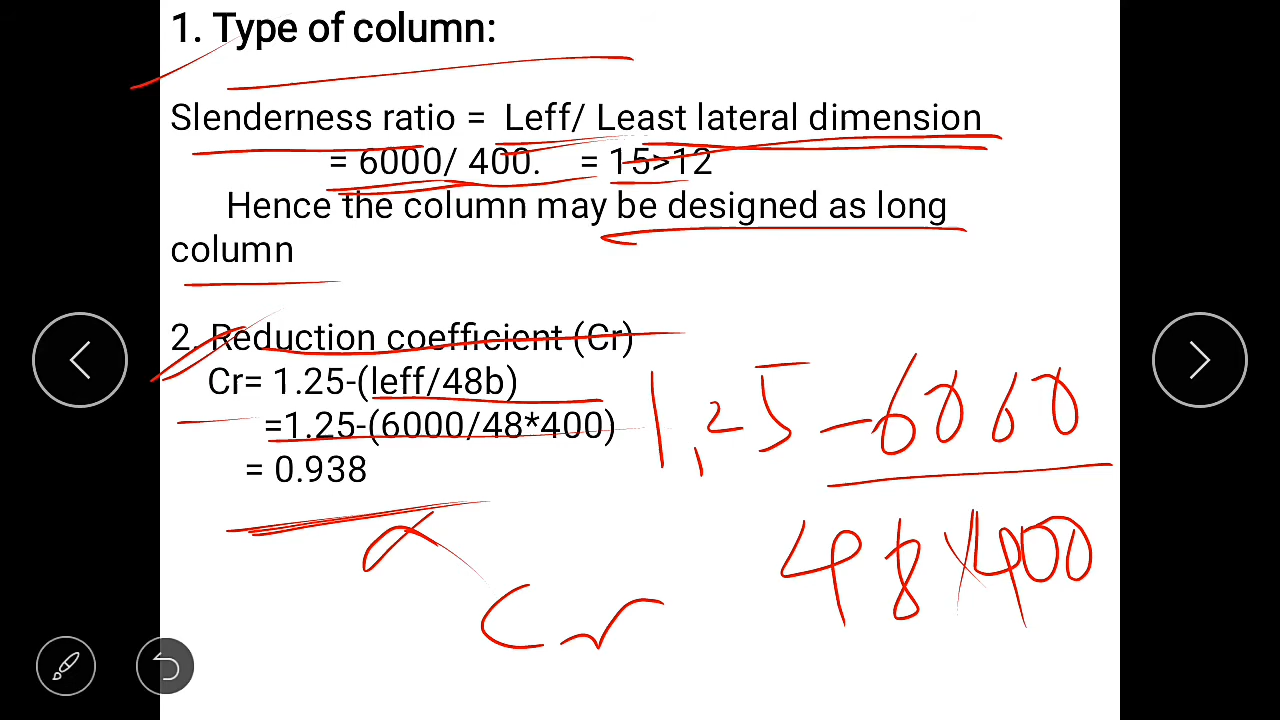 1. Type of column:
Slenderness ratio = Leff/ Least lateral dimension
= 6000/ 400. = 15>12
Hence the column may be designed as long
column
2. Reduction coefficient (Cr)
Cr= 1.25-(leff/48b)
=1.25-(6000/48*400)
= 0.938
1.25-6000
48x400
Cr